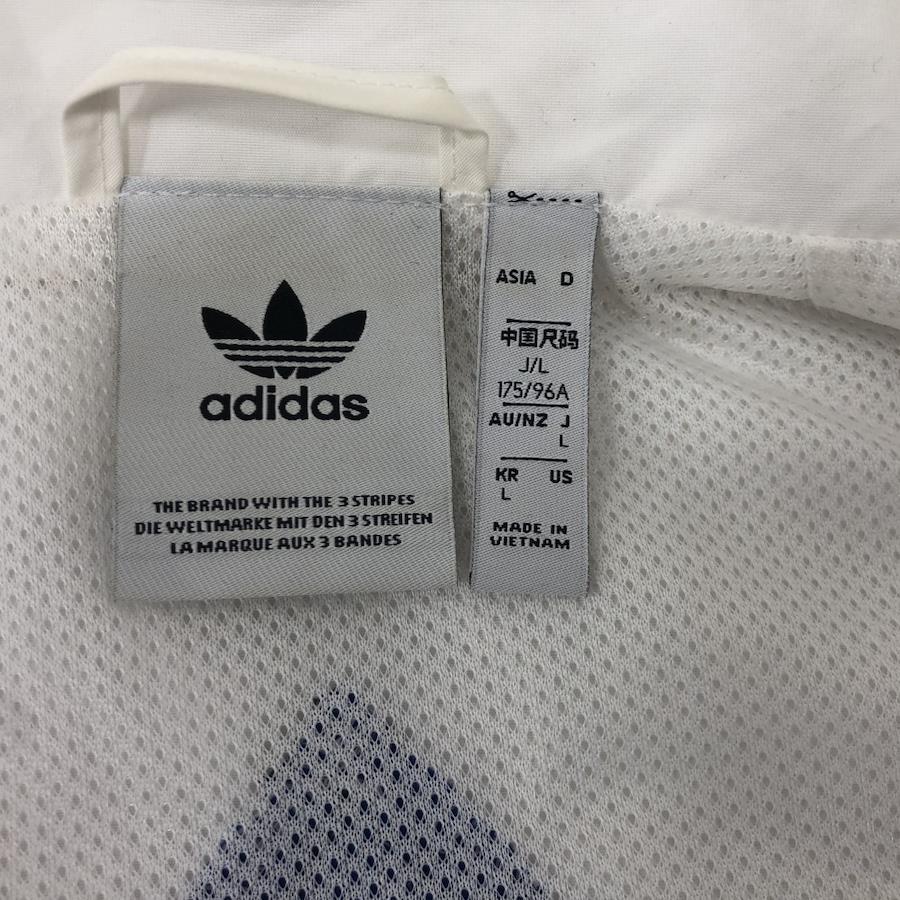 adidas
THE BRAND WITH THE 3 STRIPES
DIE WELTMARKE MIT DEN 3 STREIFEN
LA MARQUE AUX 3 BANDES
ASIA D
中国尺码
J/L
175/96A
AU/NZ J
L
KR US
L
MADE IN
VIETNAM